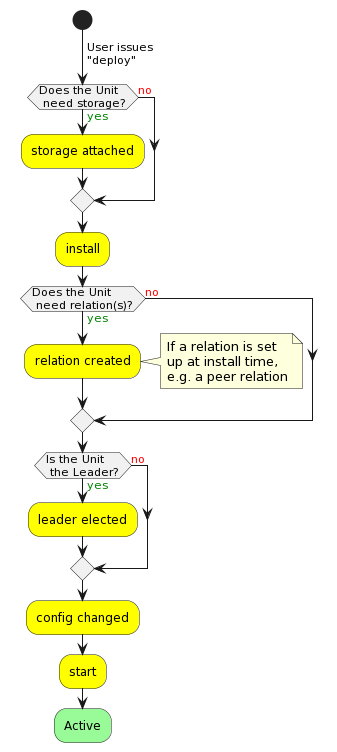 User issues
"deploy"
Does the Unit
need storage?
no
yes
storage attached
install
Does the Unit
need relation(s)?
no
yes
relation created
If a relation is set
up at install time,
e.g. a peer relation
Is the Unit
the Leader?
no
yes
leader elected
config changed
start
Active